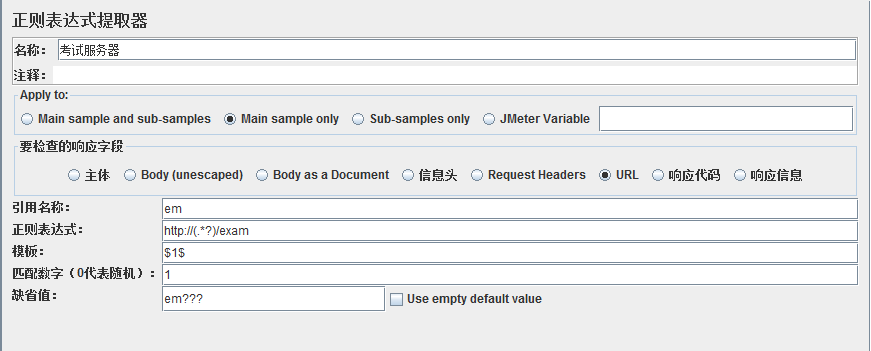 正则表达式提取器
名称： 考试服务器
注释：
Apply to:
Main sample and sub-samples Main sample only Sub-samples only JMeter Variable
要检查的响应字段
主体 Body (unescaped) Body as a Document 信息头 Request Headers URL 响应代码 响应信息
引用名称： em
正则表达式： http://(.*?)/exam
模板： $1$
匹配数字（0代表随机）： 1
缺省值： em??? Use empty default value